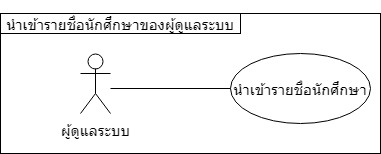 นำเข้ารายชื่อนักศึกษาของผู้ดูแลระบบ
นำเข้ารายชื่อนักศึกษา
ผู้ดูแลระบบ